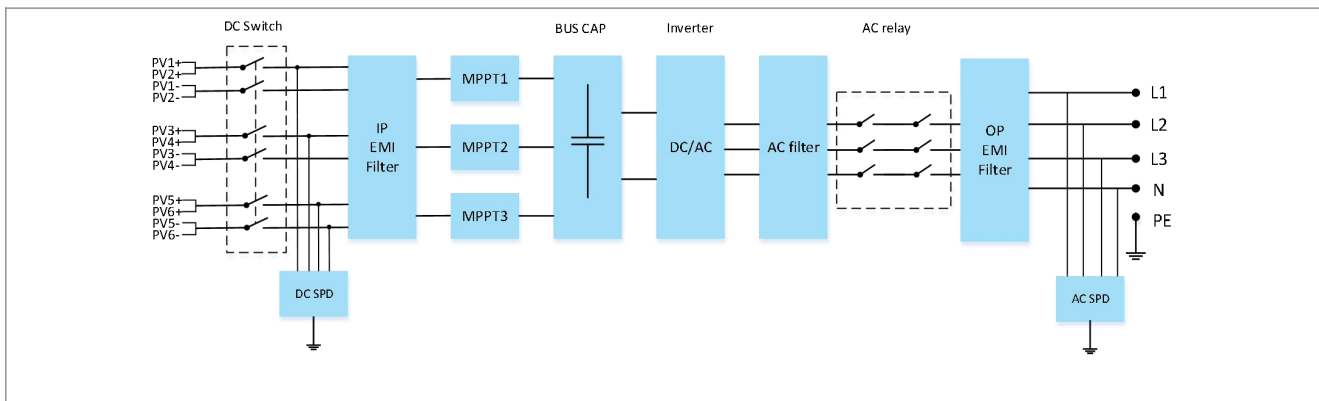 DC Switch
BUS CAP
Inverter
AC relay
PV1+
PV2+
PV1-
PV2-
PV3+
PV4+
PV3-
PV4-
PV5+
PV6+
PV5-
PV6-
IP
EMI
Filter
MPPT1
MPPT2
MPPT3
DC/AC
AC filter
OP
EMI
Filter
L1
L2
L3
N
PE
DC SPD
AC SPD